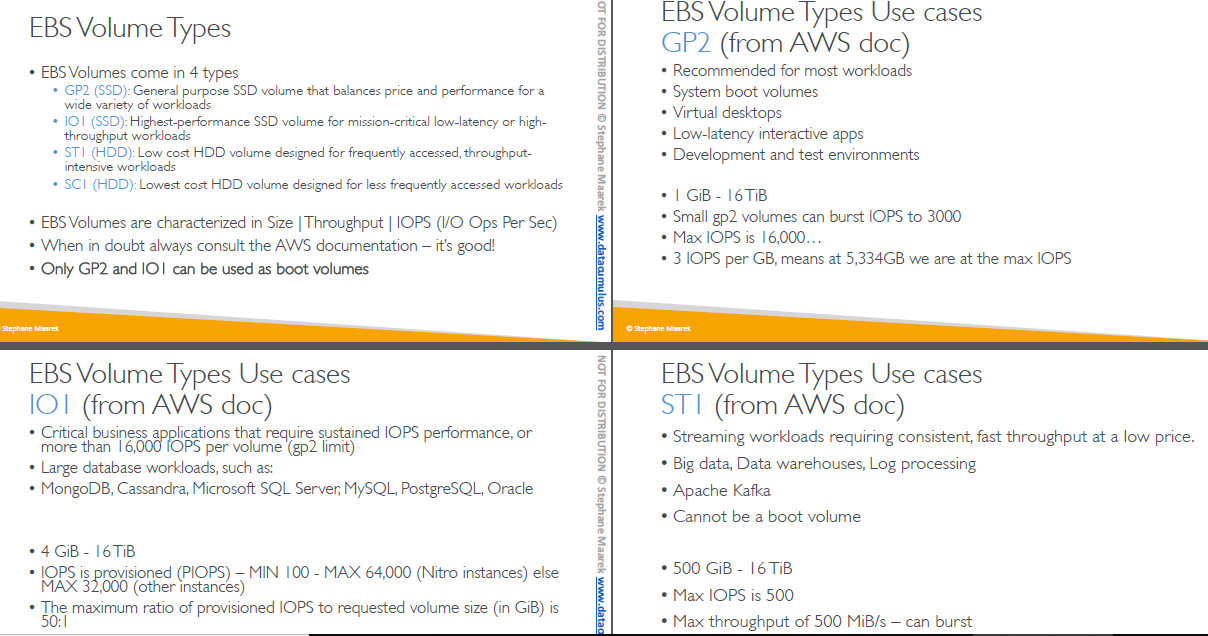 EBS Volume Types
• EBS Volumes come in 4 types
• GP2 (SSD): General purpose SSD volume that balances price and performance for a
wide variety of workloads
• IO1 (SSD): Highest-performance SSD volume for mission-critical low-latency or high-
throughput workloads
• ST1 (HDD): Low cost HDD volume designed for frequently accessed, throughput-
intensive workloads
• SC1 (HDD): Lowest cost HDD volume designed for less frequently accessed workloads
• EBS Volumes are characterized in Size | Throughput | IOPS (I/O Ops Per Sec)
• When in doubt always consult the AWS documentation – it's good!
• Only GP2 and IO1 can be used as boot volumes
Stephane Maarek
OT FOR DISTRIBUTION © Stephane Maarek www.datacumulus.com
EBS Volume Types Use cases
GP2 (from AWS doc)
• Recommended for most workloads
• System boot volumes
• Virtual desktops
• Low-latency interactive apps
• Development and test environments
• 1 GiB - 16 TiB
• Small gp2 volumes can burst IOPS to 3000
• Max IOPS is 16,000…
• 3 IOPS per GB, means at 5,334GB we are at the max IOPS
© Stephane Maarek
EBS Volume Types Use cases
IO1 (from AWS doc)
• Critical business applications that require sustained IOPS performance, or
more than 16,000 IOPS per volume (gp2 limit)
• Large database workloads, such as:
• MongoDB, Cassandra, Microsoft SQL Server, MySQL, PostgreSQL, Oracle
• 4 GiB - 16 TiB
• IOPS is provisioned (PIOPS) – MIN 100 - MAX 64,000 (Nitro instances) else
MAX 32,000 (other instances)
• The maximum ratio of provisioned IOPS to requested volume size (in GiB) is
50:1
NOT FOR DISTRIBUTION © Stephane Maarek www.datac
EBS Volume Types Use cases
ST1 (from AWS doc)
• Streaming workloads requiring consistent, fast throughput at a low price.
• Big data, Data warehouses, Log processing
• Apache Kafka
• Cannot be a boot volume
• 500 GiB - 16 TiB
• Max IOPS is 500
• Max throughput of 500 MiB/s – can burst